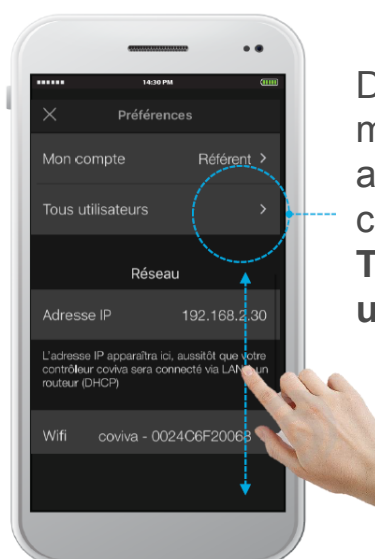 14:30 PM
Préférences
Mon compte Référent >
Tous utilisateurs >
Réseau
Adresse IP 192.168.2.30
L'adresse IP apparaîtra ici, aussitôt que votre
contrôleur coviva sera connecté via LAN un
routeur (DHCP)
Wifi coviva - 0024C6F20068
D
m
a
c
T
u